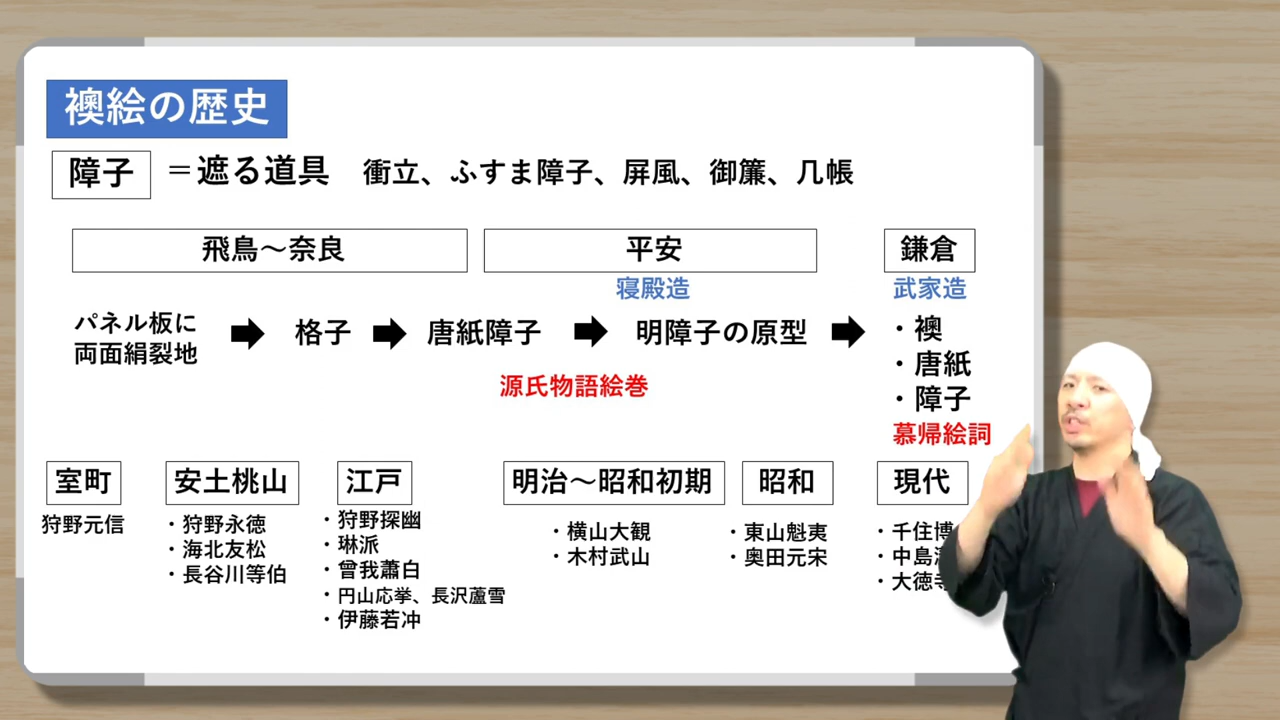 襖絵の歴史
障子 ＝遮る道具 衝立、ふすま障子、屏風、御簾、几帳
飛鳥～奈良
パネル板に
両面絹裂地
➡ 格子 ➡ 唐紙障子 ➡
平安
寝殿造
明障子の原型 ➡
源氏物語絵巻
鎌倉
武家造
・襖
・唐紙
・障子
慕帰絵詞
室町
狩野元信
安土桃山
・狩野永徳
・海北友松
・長谷川等伯
江戸
・狩野探幽
・琳派
・曾我蕭白
・円山応挙、長沢蘆雪
・伊藤若冲
明治～昭和初期
・横山大観
・木村武山
昭和
・東山魁夷
・奥田元宋
現代
・千住博
・中島
・大徳寺